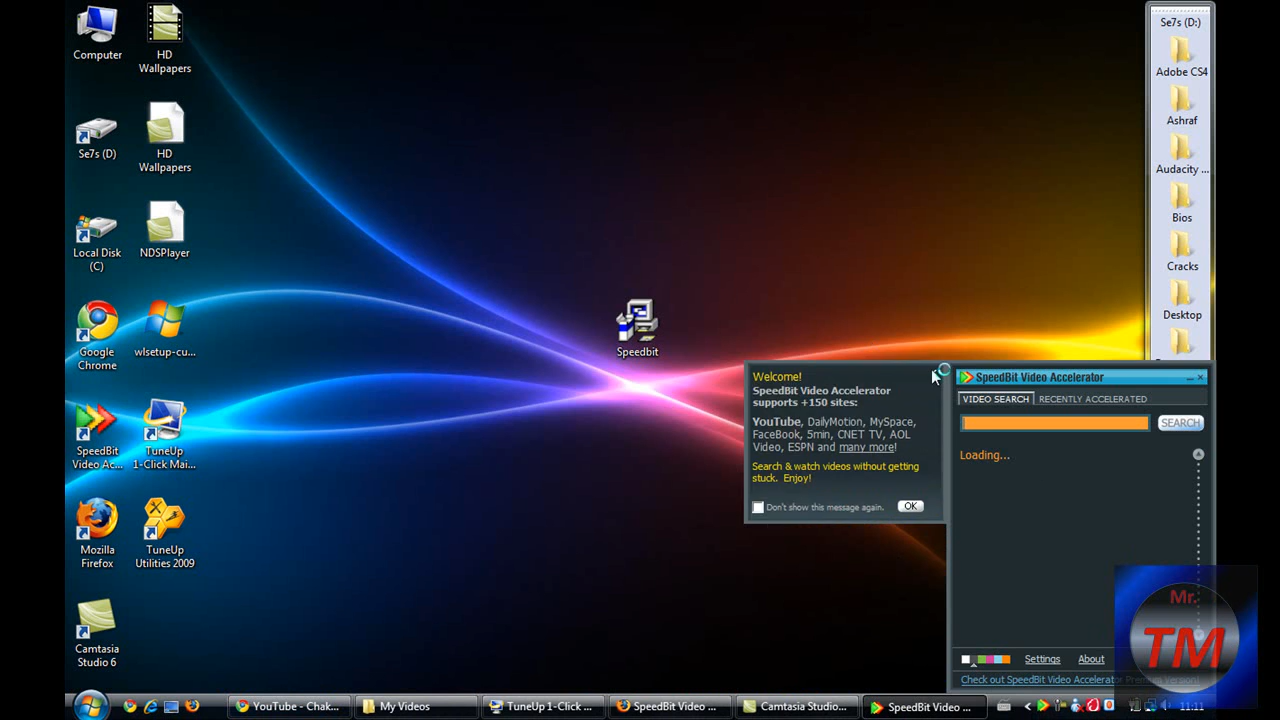 Computer
HD
Wallpapers
Se7s (D)
HD
Wallpapers
Local Disk
(C)
NDSPlayer
Google
Chrome
wlsetup-cu...
SpeedBit
Video Ac...
TuneUp
1-Click Mai...
Mozilla
Firefox
TuneUp
Utilities 2009
Camtasia
Studio 6
Speedbit
Se7s (D:)
Adobe CS4
Ashraf
Audacity ...
Bios
Cracks
Desktop
Welcome!
SpeedBit Video Accelerator
supports +150 sites:
YouTube, DailyMotion, MySpace,
FaceBook, 5min, CNET TV, AOL
Video, ESPN and many more!
Search & watch videos without getting
stuck. Enjoy!
Don't show this message again.
OK
SpeedBit Video Accelerator
VIDEO SEARCH
RECENTLY ACCELERATED
SEARCH
Loading...
Settings
About
Check out SpeedBit Video Accelerator Premium Version!
Mr.
TM
YouTube - Chak...
My Videos
TuneUp 1-Click ...
SpeedBit Video ...
Camtasia Studio...
SpeedBit Video ...
11:11